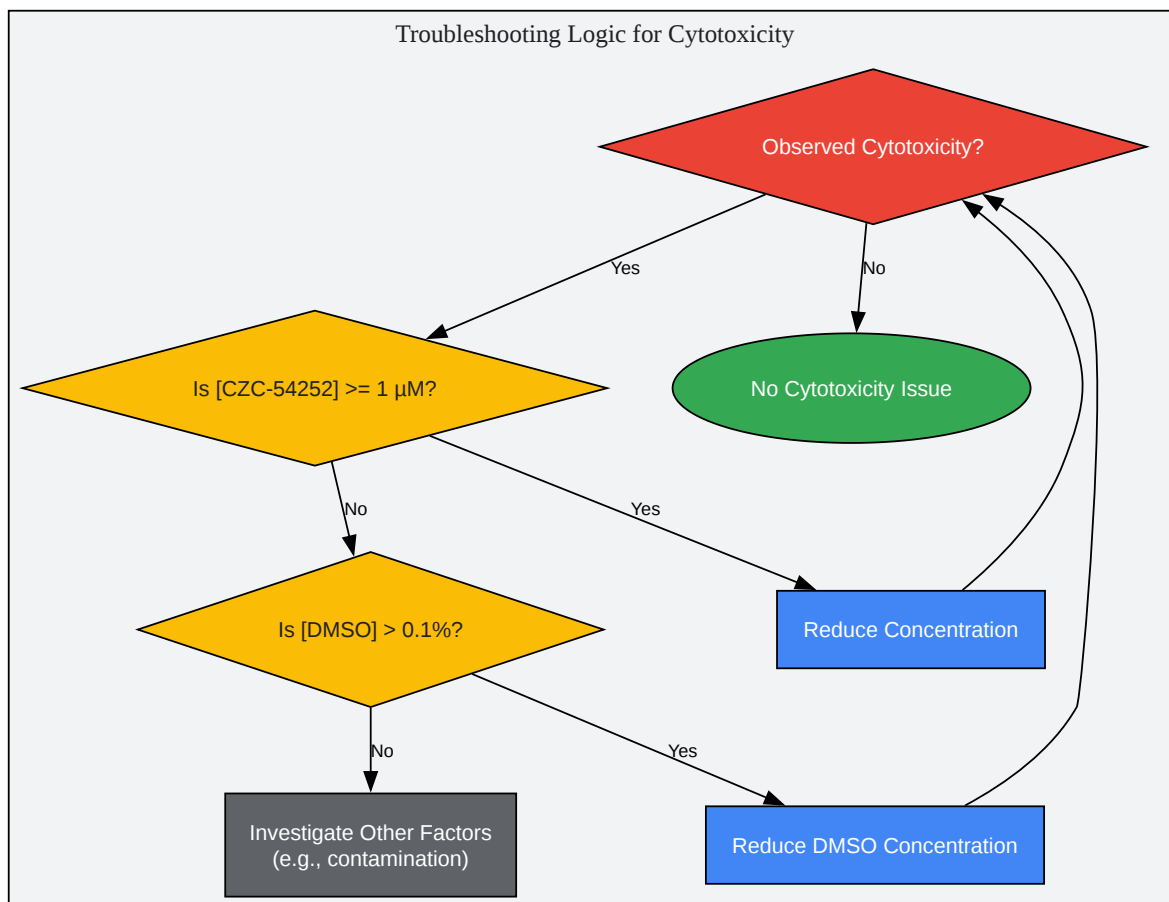 Troubleshooting Logic for Cytotoxicity
Observed Cytotoxicity?
Yes
No
Is [CZC-54252] >= 1 µM?
No Cytotoxicity Issue
No
Yes
Is [DMSO] > 0.1%?
Reduce Concentration
No
Yes
Investigate Other Factors
(e.g., contamination)
Reduce DMSO Concentration